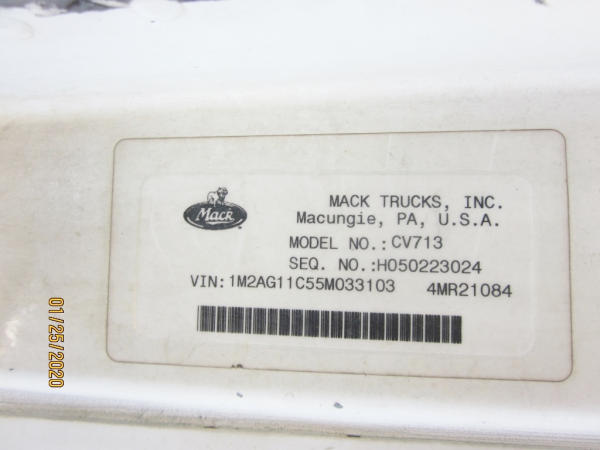 Mack
MACK TRUCKS, INC.
Macungie, PA, U.S.A.
MODEL NO.: CV713
SEQ. NO.:H050223024
VIN:1M2AG11C55M033103 4MR21084
01/25/2020